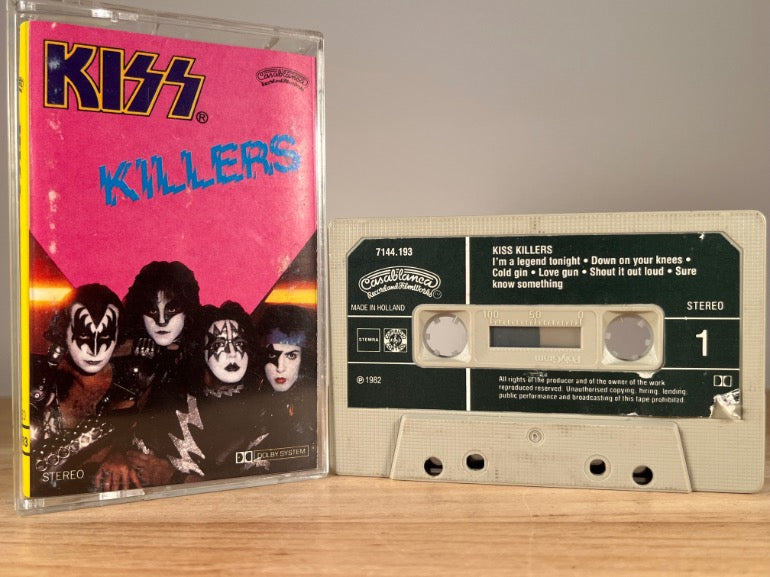 KISS®
Casablanca
Record and FilmWorks
KILLERS
STEREO
DOLBY SYSTEM
7144.193
Casablanca
Record and FilmWorks
MADE IN HOLLAND
STEMRA
℗ 1982
KISS KILLERS
I'm a legend tonight • Down on your knees •
Cold gin • Love gun • Shout it out loud • Sure
know something
STEREO
100 50 0
PolyGram
1
All rights of the producer and of the owner of the work
reproduced reserved. Unauthorised copying, hiring, lending,
public performance and broadcasting of this tape prohibited.